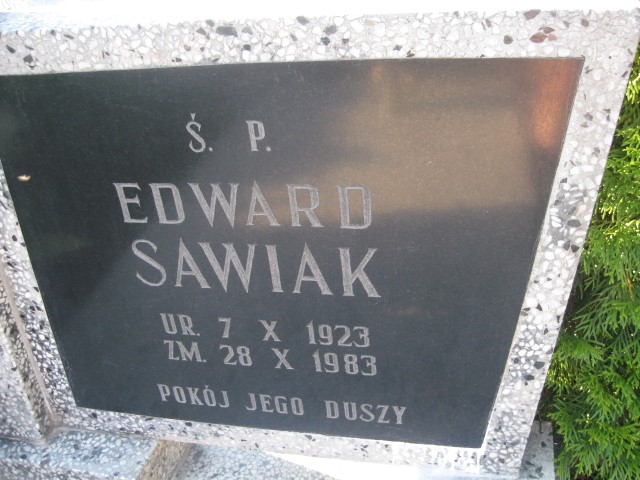 Ś. P.
EDWARD
SAWIAK
UR. 7 X 1923
ZM. 28 X 1983
POKÓJ JEGO DUSZY